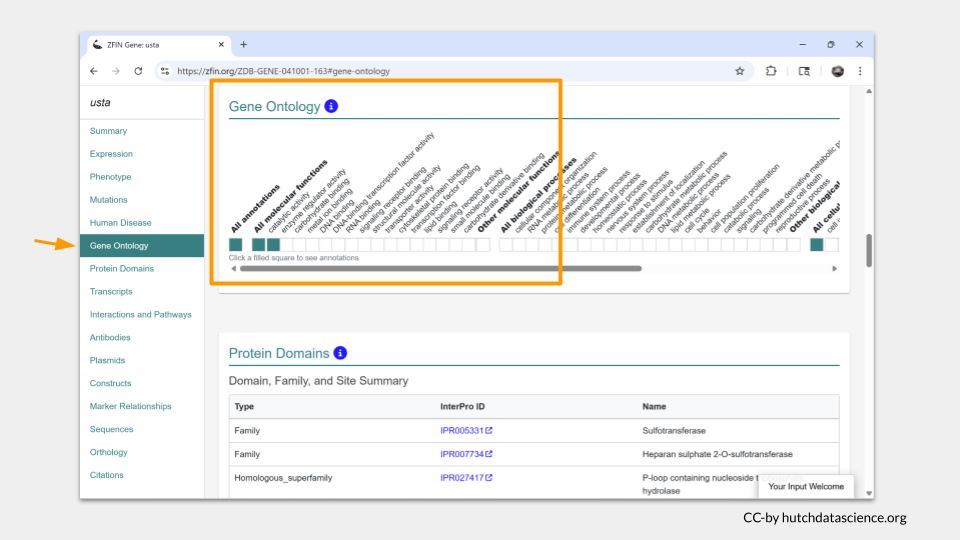 ZFIN Gene: usta
https://zfin.org/ZDB-GENE-041001-163#gene-ontology
usta
Summary
Expression
Phenotype
Mutations
Human Disease
Gene Ontology
Protein Domains
Transcripts
Interactions and Pathways
Antibodies
Plasmids
Constructs
Marker Relationships
Sequences
Orthology
Citations
Gene Ontology
All annotations
All molecular functions
catalytic activity
enzyme regulator activity
carbohydrate binding
metal ion binding
DNA binding
DNA-binding transcription factor activity
RNA binding
signaling receptor binding
structural molecule activity
transporter activity
cytoskeletal protein binding
transcription factor binding
lipid binding
signaling receptor activity
small molecule binding
carbohydrate derivative binding
Other molecular functions
All biological processes
cellular component organization
RNA metabolic process
protein metabolic process
cell differentiation
immune system process
developmental process
homeostatic process
nervous system process
response to stimulus
establishment of localization
carbohydrate metabolic process
DNA metabolic process
lipid metabolic process
cell cycle
behavior
cell population proliferation
catabolic process
signaling
carbohydrate derivative metabolic p
programmed cell death
reproductive process
Other biological
All cellu
cell
Click a filled square to see annotations
Protein Domains
Domain, Family, and Site Summary
Type InterPro ID Name
Family IPR005331 Sulfotransferase
Family IPR007734 Heparan sulphate 2-O-sulfotransferase
Homologous_superfamily IPR027417 P-loop containing nucleoside t
hydrolase
Your Input Welcome
CC-by hutchdatascience.org